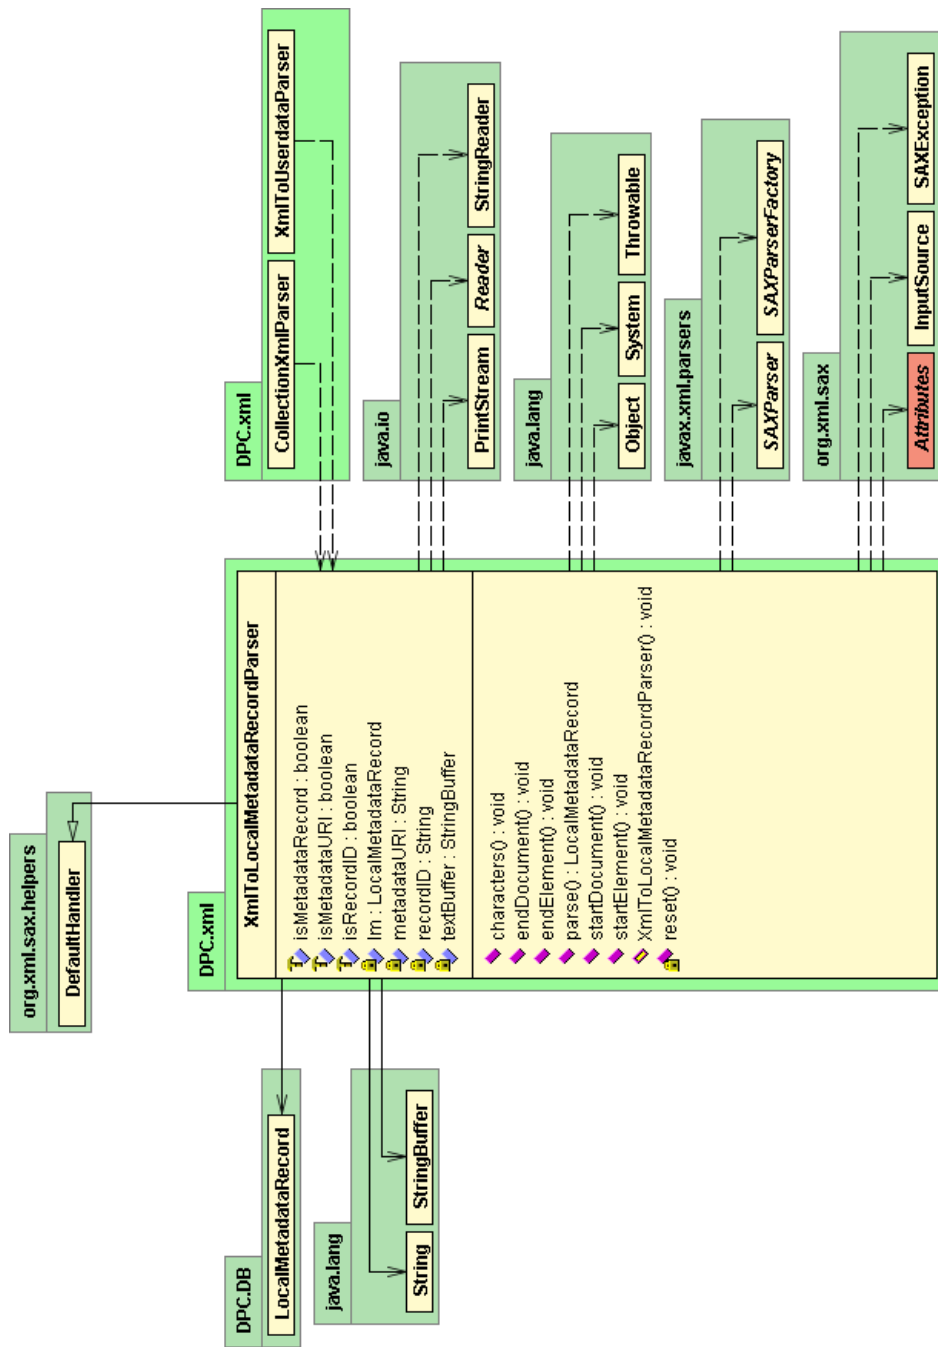 org.xml.sax.helpers
DefaultHandler
DPC.DB
LocalMetadataRecord
java.lang
String
StringBuffer
DPC.xml
XmlToLocalMetadataRecordParser
isMetadataRecord : boolean
isMetadataURI : boolean
isRecordID : boolean
lm : LocalMetadataRecord
metadataURI : String
recordID : String
textBuffer : StringBuffer
characters() : void
endDocument() : void
endElement() : void
parse() : LocalMetadataRecord
startDocument() : void
startElement() : void
XmlToLocalMetadataRecordParser() : void
reset() : void
DPC.xml
CollectionXmlParser
XmlToUserdataParser
java.io
PrintStream
Reader
StringReader
java.lang
Object
System
Throwable
javax.xml.parsers
SAXParser
SAXParserFactory
org.xml.sax
Attributes
InputSource
SAXException